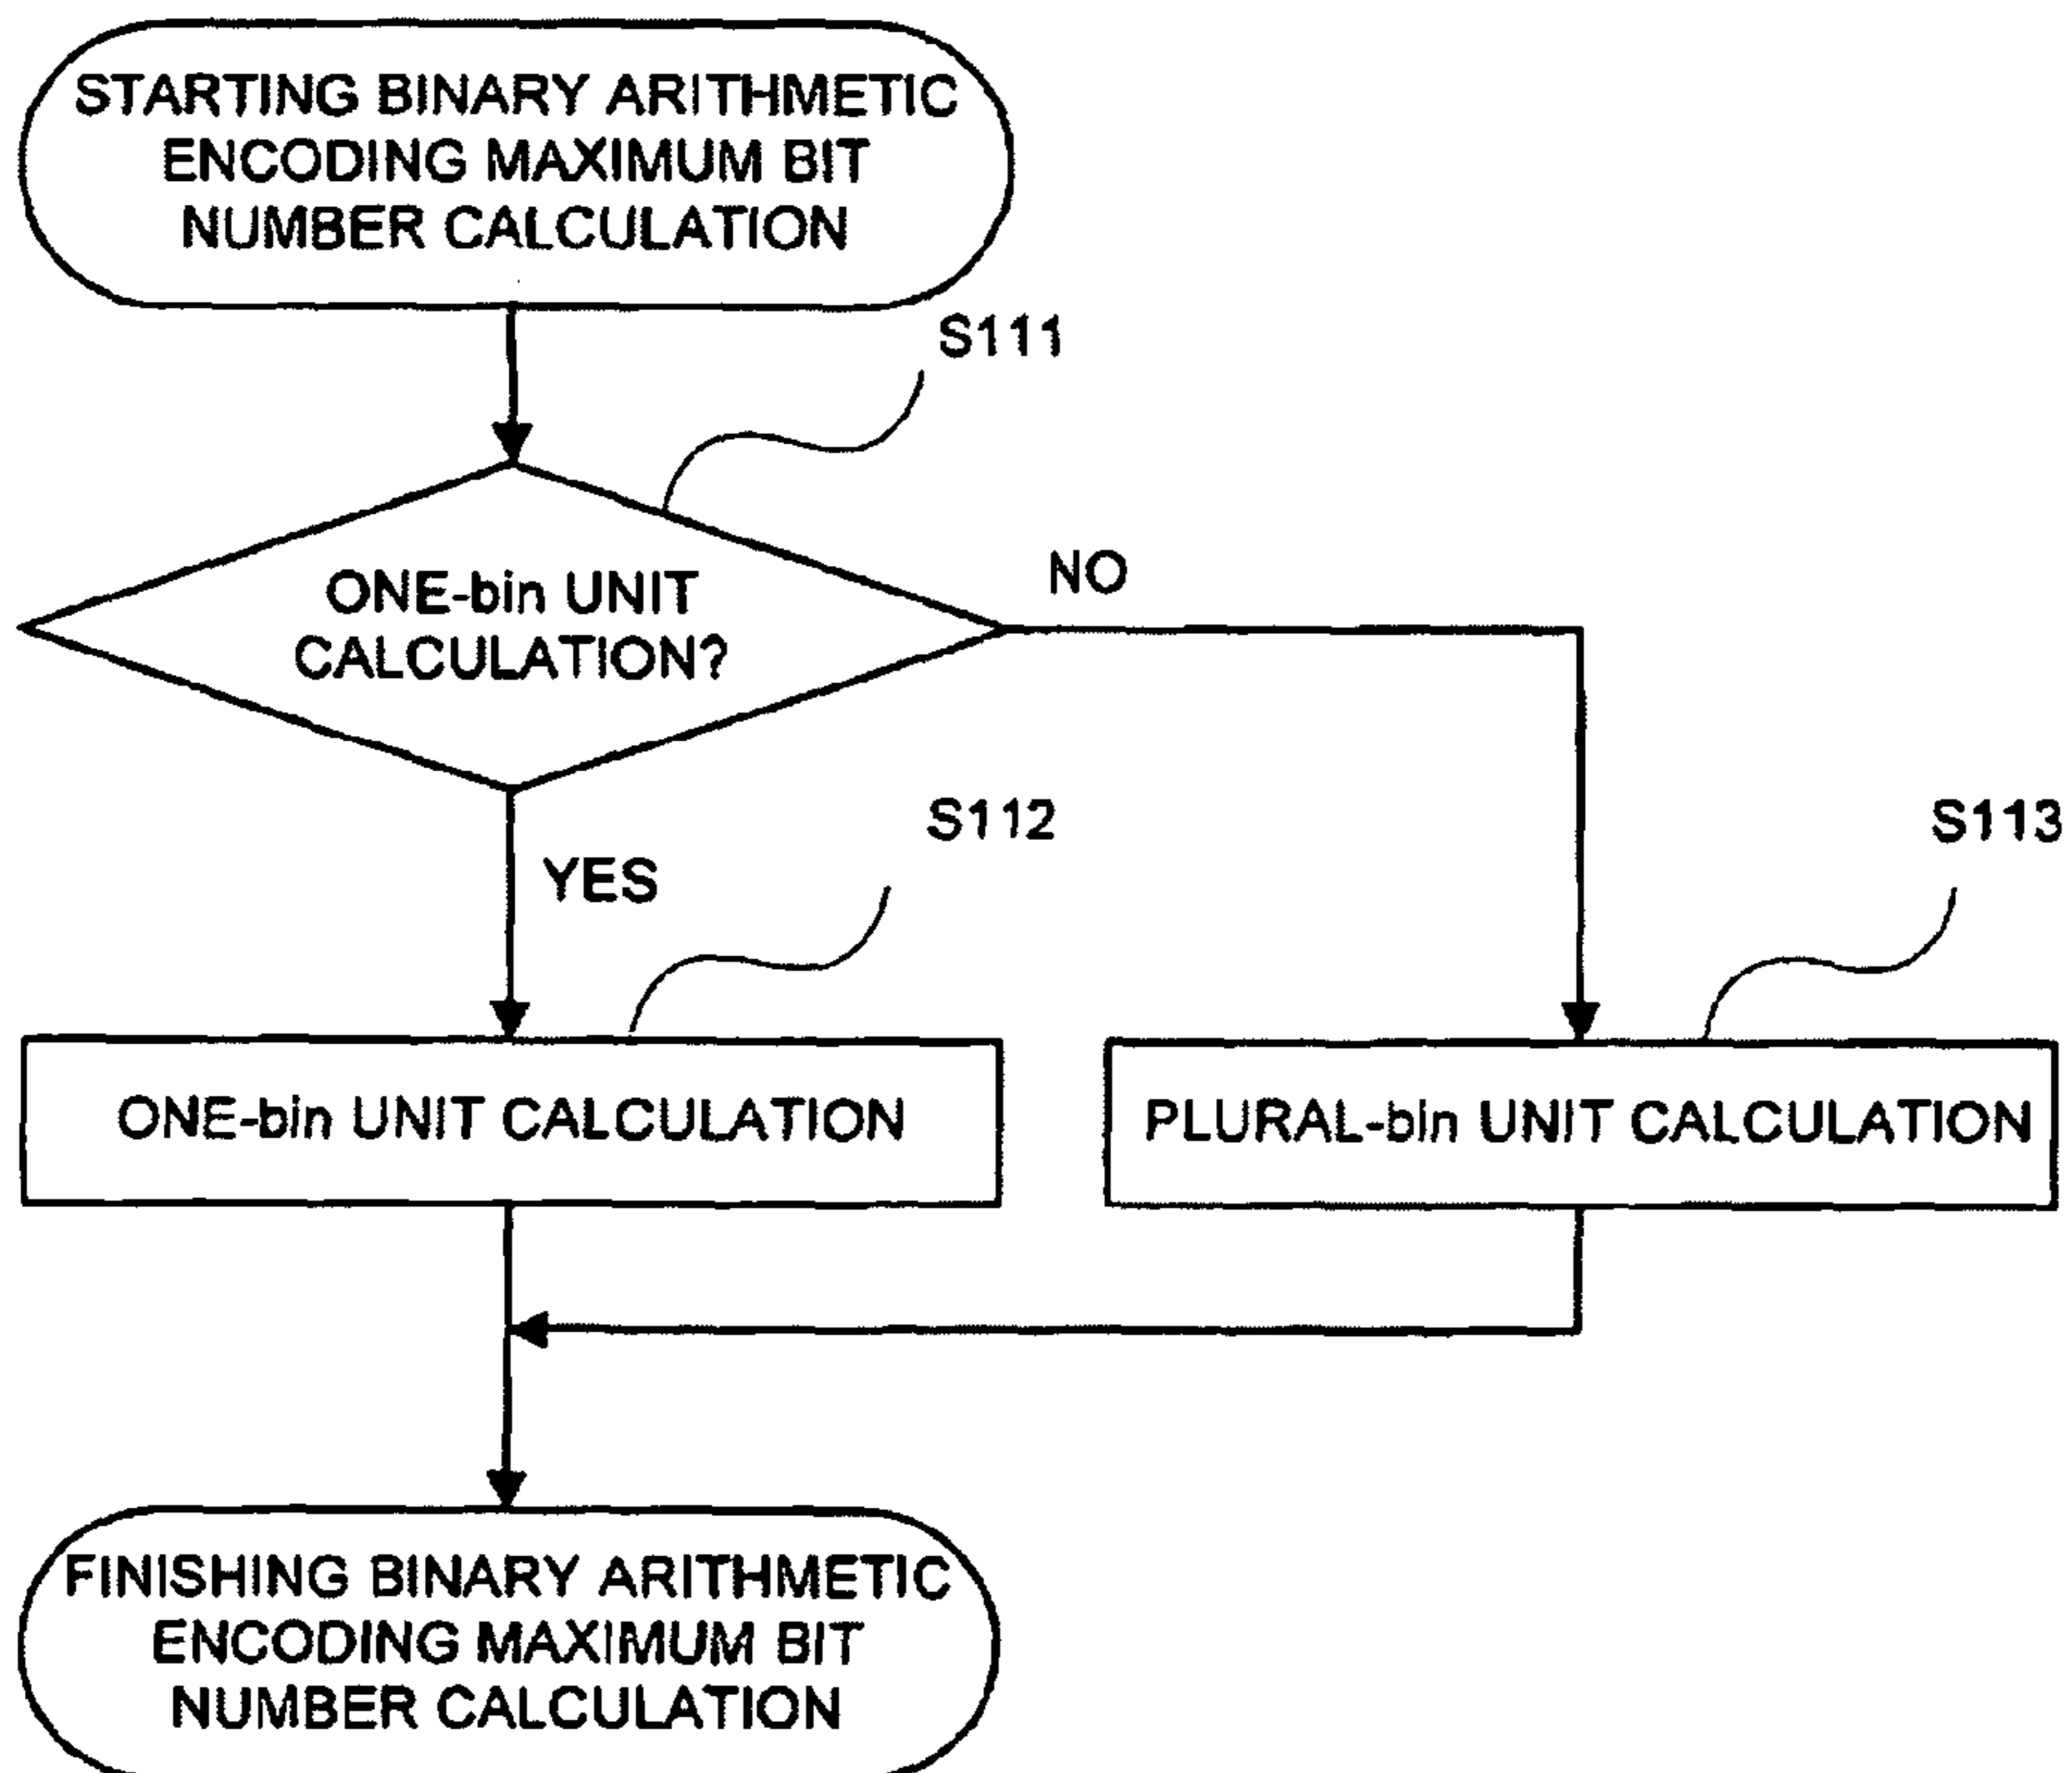 STARTING BINARY ARITHMETIC
ENCODING MAXIMUM BIT
NUMBER CALCULATION
S111
ONE-bin UNIT
CALCULATION?
NO
YES
S112
S113
ONE-bin UNIT CALCULATION
PLURAL-bin UNIT CALCULATION
FINISHING BINARY ARITHMETIC
ENCODING MAXIMUM BIT
NUMBER CALCULATION